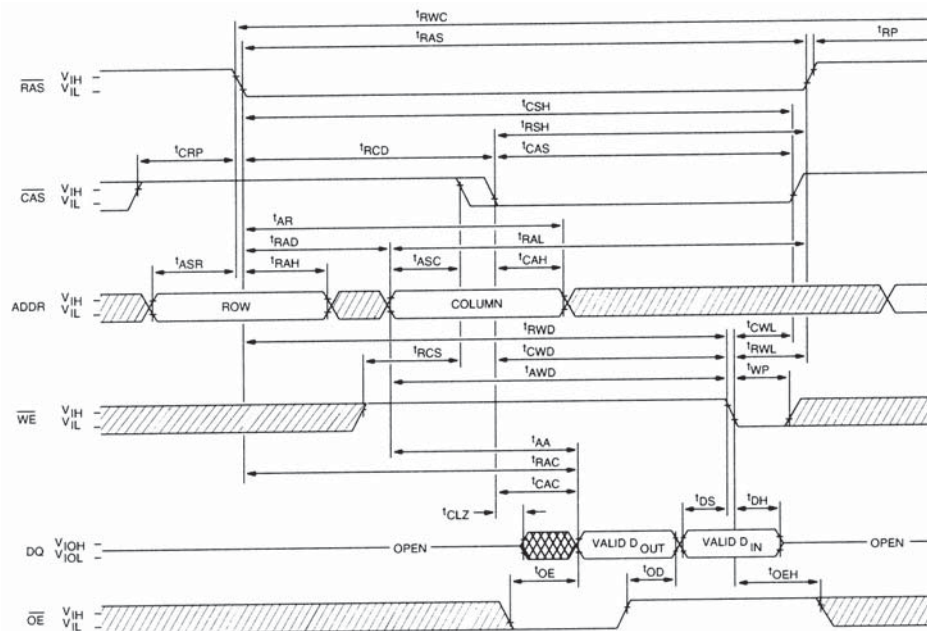 tRWC
tRAS tRP
RAS VIH
VIL
tCSH
tRSH
tCRP tRCD tCAS
CAS VIH
VIL
tAR
tRAD tRAL
tASR tRAH tASC tCAH
ADDR VIH
VIL
ROW COLUMN
tRWD tCWL
tRCS tCWD tRWL
tAWD tWP
WE VIH
VIL
tAA
tRAC
tCAC
tCLZ tDS tDH
DQ VIOH
VIOL
OPEN VALID DOUT VALID DIN OPEN
tOE tOD tOEH
OE VIH
VIL